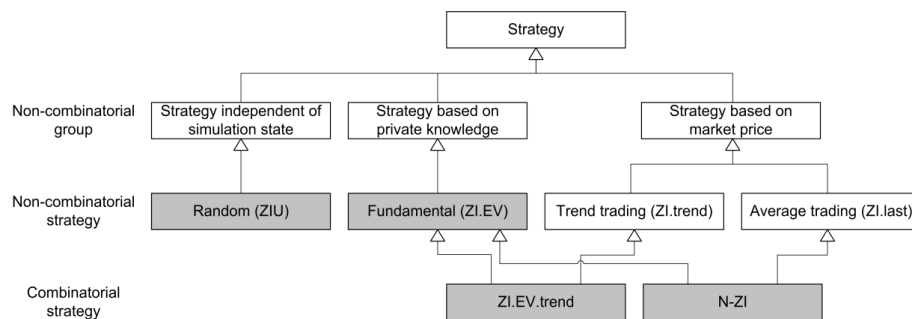 Strategy
Non-combinatorial
group
Strategy independent of
simulation state
Strategy based on
private knowledge
Strategy based on
market price
Non-combinatorial
strategy
Random (ZIU)
Fundamental (ZI.EV)
Trend trading (ZI.trend)
Average trading (ZI.last)
Combinatorial
strategy
ZI.EV.trend
N-ZI